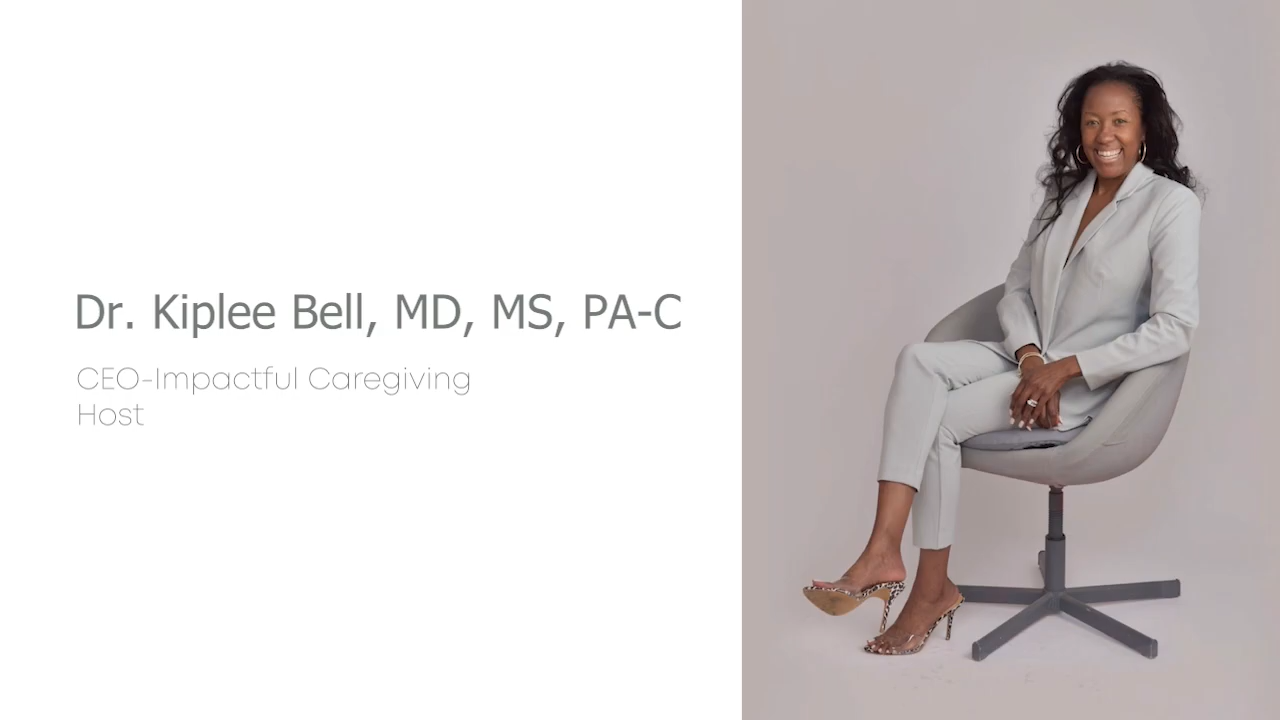 Dr. Kiplee Bell, MD, MS, PA-C
CEO-Impactful Caregiving
Host